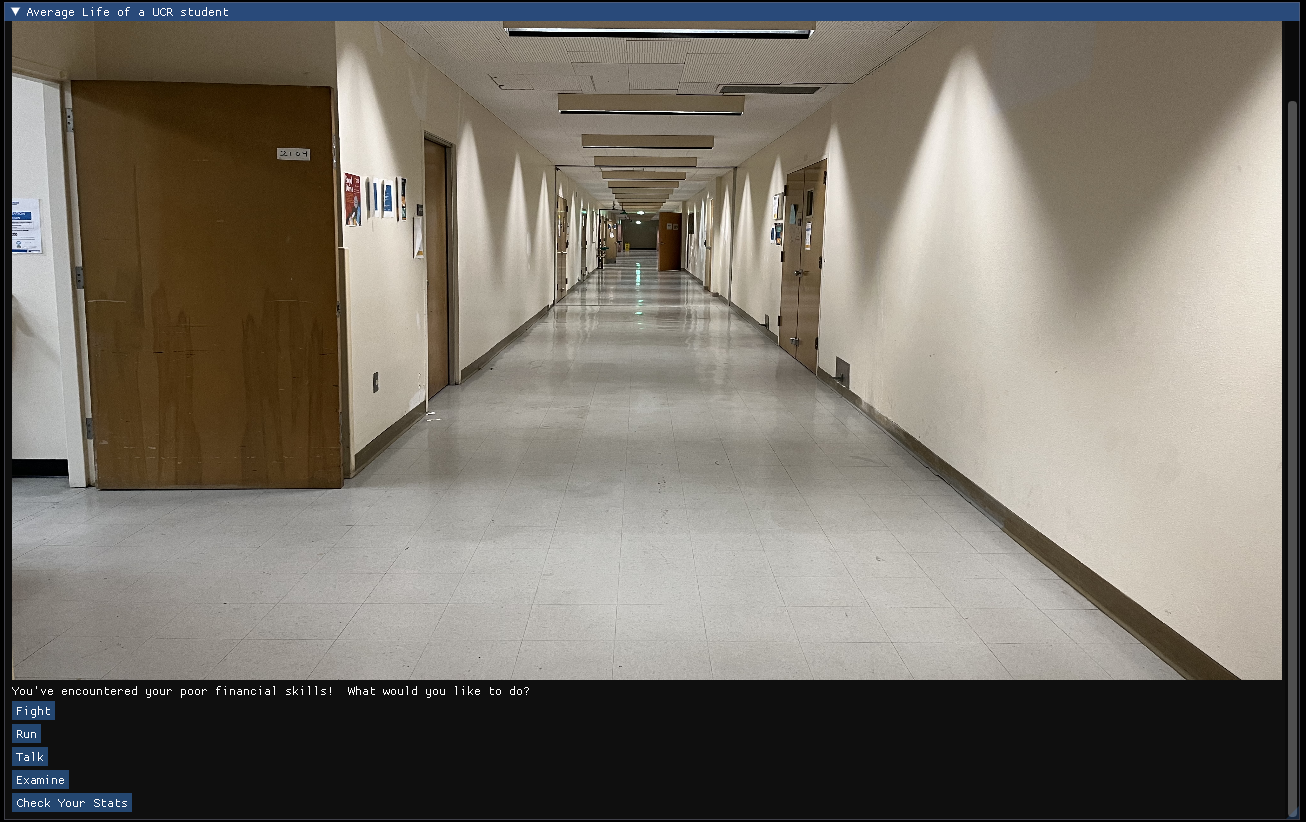 Average Life of a UCR student
2104
You've encountered your poor financial skills!  What would you like to do?
Fight
Run
Talk
Examine
Check Your Stats